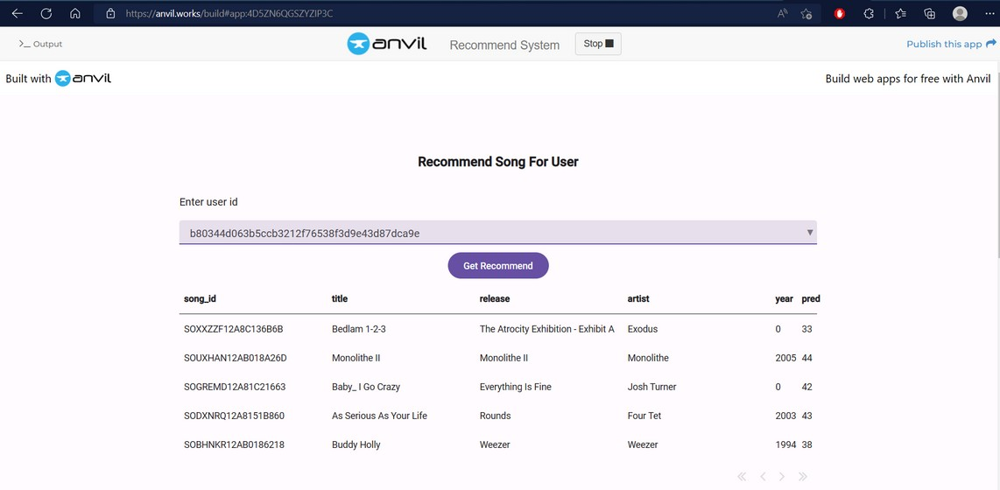 https://anvil.works/build#app:4D5ZN6QGSZYZIP3C
>_ Output
anvil
Recommend System
Stop
Publish this app
Built with anvil
Build web apps for free with Anvil
Recommend Song For User
Enter user id
b80344d063b5ccb3212f76538f3d9e43d87dca9e
Get Recommend
song_id title release artist year pred
SOXXZZF12A8C136B6B Bedlam 1-2-3 The Atrocity Exhibition - Exhibit A Exodus 0 33
SOUXHAN12AB018A26D Monolithe II Monolithe II Monolithe 2005 44
SOGREMD12A81C21663 Baby_ I Go Crazy Everything Is Fine Josh Turner 0 42
SODXNRQ12A8151B860 As Serious As Your Life Rounds Four Tet 2003 43
SOBHNKR12AB0186218 Buddy Holly Weezer Weezer 1994 38